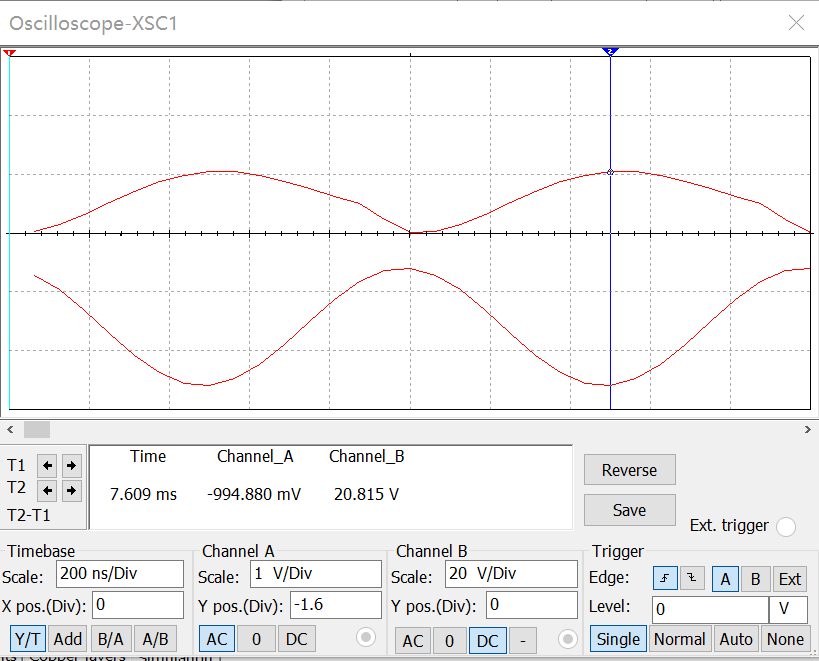 Oscilloscope-XSC1
1
2
Time Channel_A Channel_B
T1
T2 7.609 ms -994.880 mV 20.815 V
T2-T1
Reverse
Save
Ext. trigger
Timebase
Scale: 200 ns/Div
X pos.(Div): 0
Y/T Add B/A A/B
Channel A
Scale: 1 V/Div
Y pos.(Div): -1.6
AC 0 DC
Channel B
Scale: 20 V/Div
Y pos.(Div): 0
AC 0 DC -
Trigger
Edge: A B Ext
Level: 0 V
Single Normal Auto None